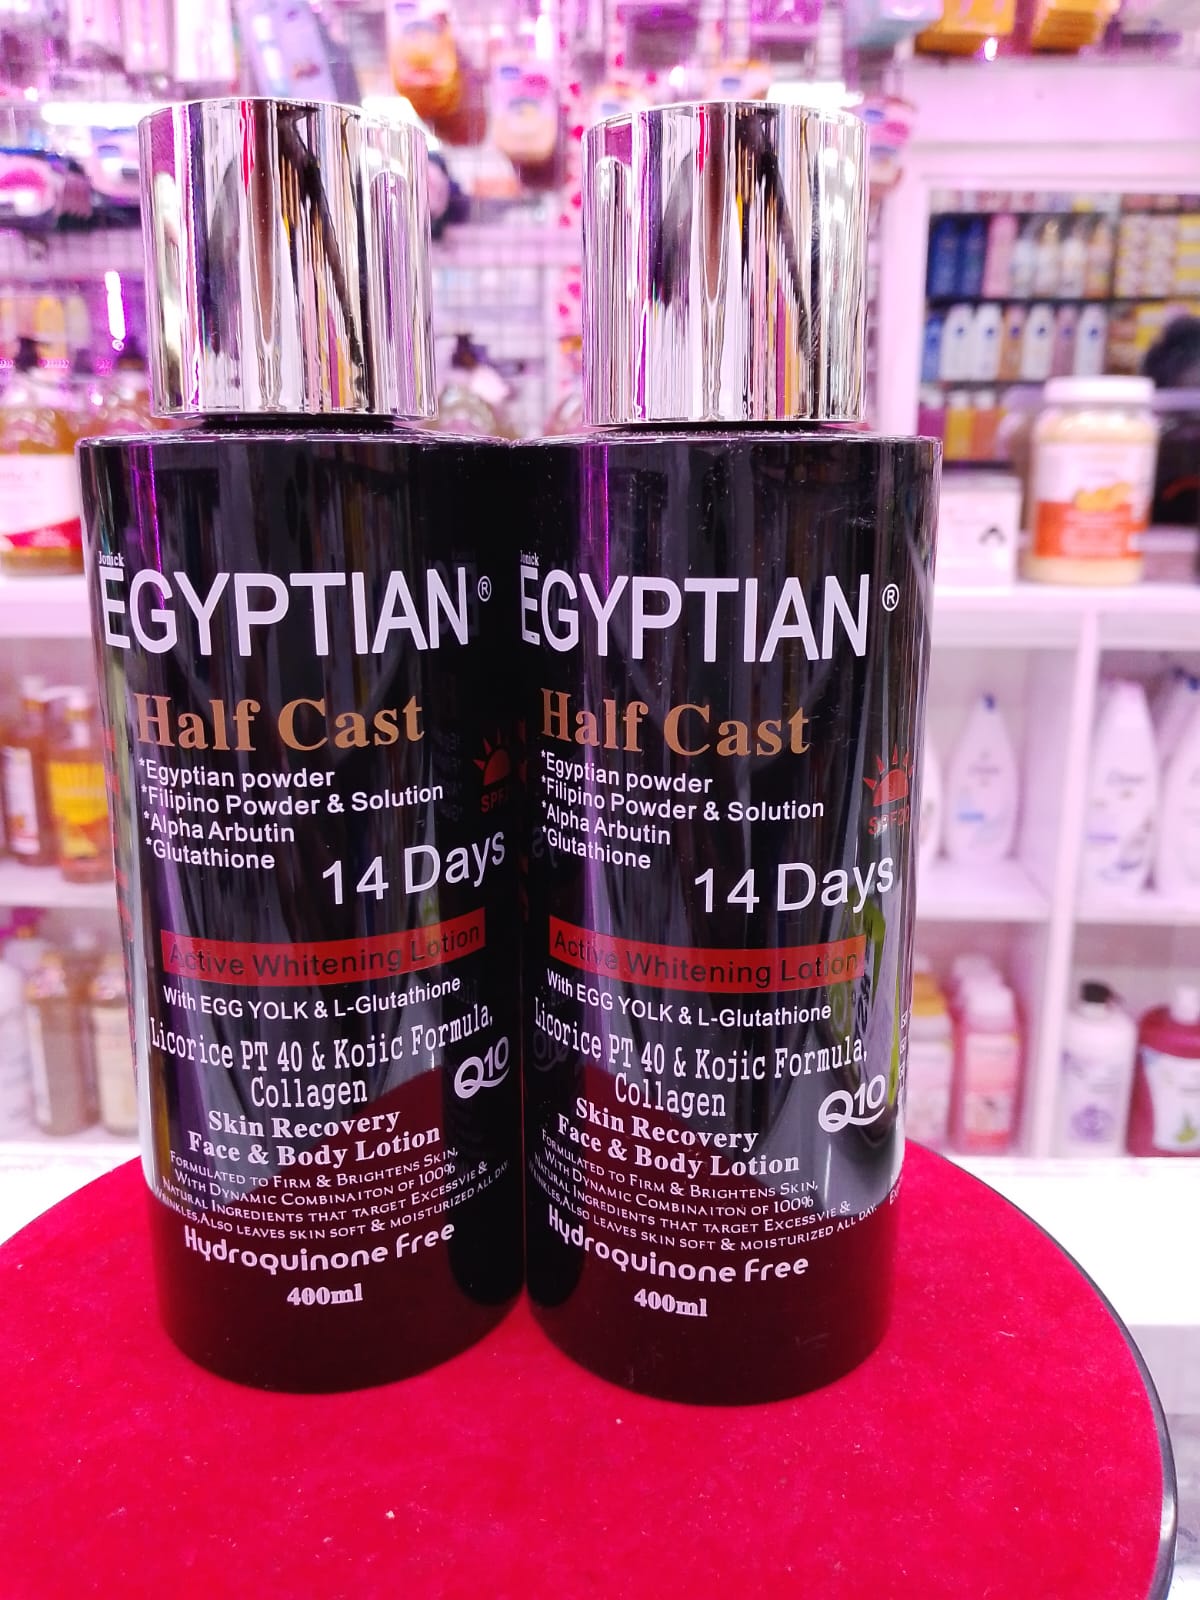 Jonick
EGYPTIAN®
Half Cast
*Egyptian powder
*Filipino Powder & Solution
*Alpha Arbutin
*Glutathione
14 Days
Active Whitening Lotion
With EGG YOLK & L-Glutathione
Licorice PT 40 & Kojic Formula,
Collagen
Q10
Skin Recovery
Face & Body Lotion
FORMULATED TO FIRM & BRIGHTENS SKIN,
WITH DYNAMIC COMBINAITON OF 100%
NATURAL INGREDIENTS THAT TARGET EXCESSVIE &
WRINKLES,ALSO LEAVES SKIN SOFT & MOISTURIZED ALL DAY.
Hydroquinone Free
400ml
Jonick
EGYPTIAN®
Half Cast
*Egyptian powder
*Filipino Powder & Solution
*Alpha Arbutin
*Glutathione
14 Days
Active Whitening Lotion
With EGG YOLK & L-Glutathione
Licorice PT 40 & Kojic Formula,
Collagen
Q10
Skin Recovery
Face & Body Lotion
FORMULATED TO FIRM & BRIGHTENS SKIN,
WITH DYNAMIC COMBINAITON OF 100%
NATURAL INGREDIENTS THAT TARGET EXCESSVIE &
WRINKLES,ALSO LEAVES SKIN SOFT & MOISTURIZED ALL DAY.
Hydroquinone Free
400ml